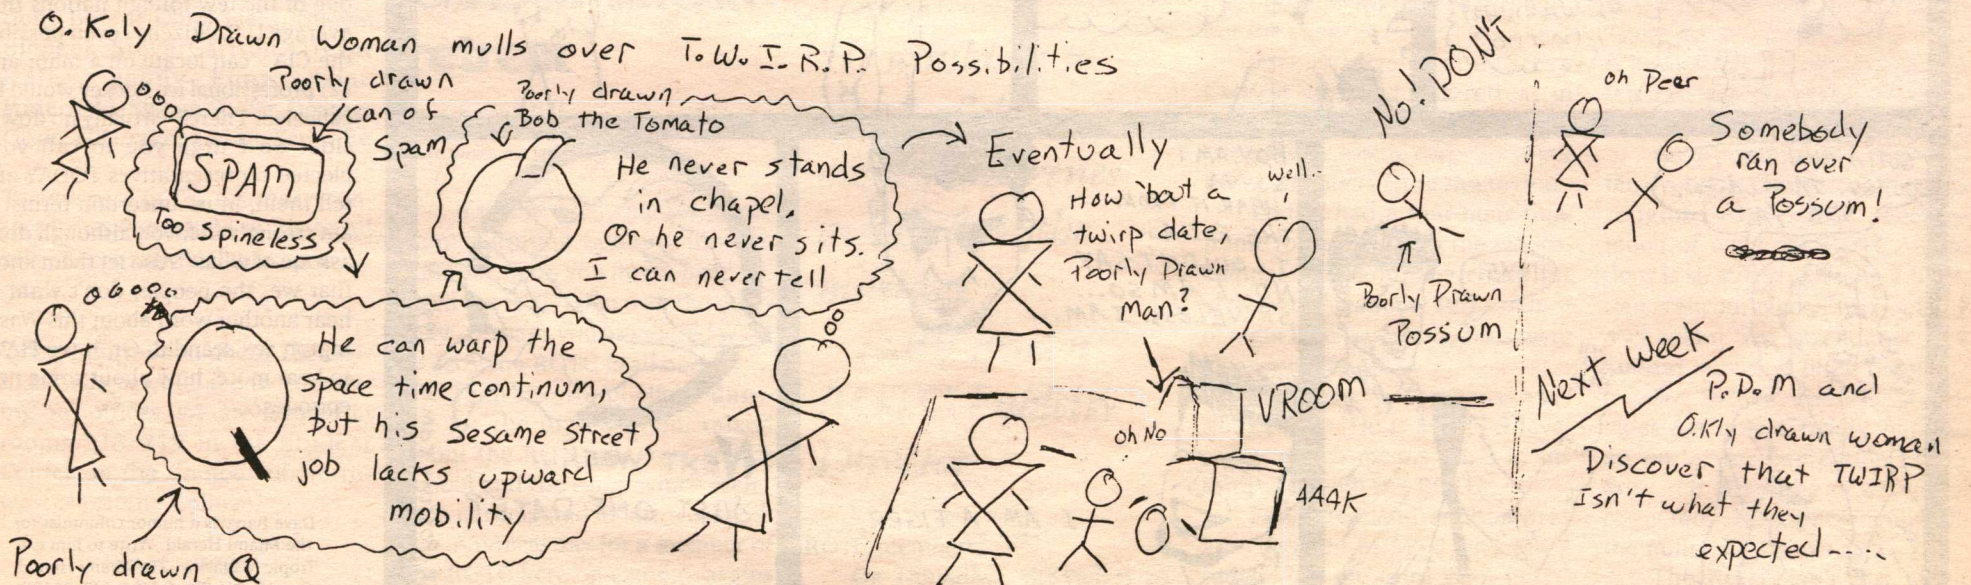 O.K.ly Drawn Woman mulls over T.W.I.R.P. Possibilities
Poorly drawn
can of
Spam
SPAM
Too Spineless
Poorly drawn
Bob the Tomato
He never stands
in chapel,
Or he never sits.
I can never tell
He can warp the
space time continum,
but his Sesame Street
job lacks upward
mobility
Poorly drawn Q
Eventually
How 'bout a
twirp date,
Poorly Drawn
Man?
well..
oh No
VROOM
444K
No! DON'T
Poorly Drawn
Possum
oh Dear
Somebody
ran over
a Possum!
Next Week
P.D.M and
O.Kly drawn woman
Discover that TWIRP
Isn't what they
expected....